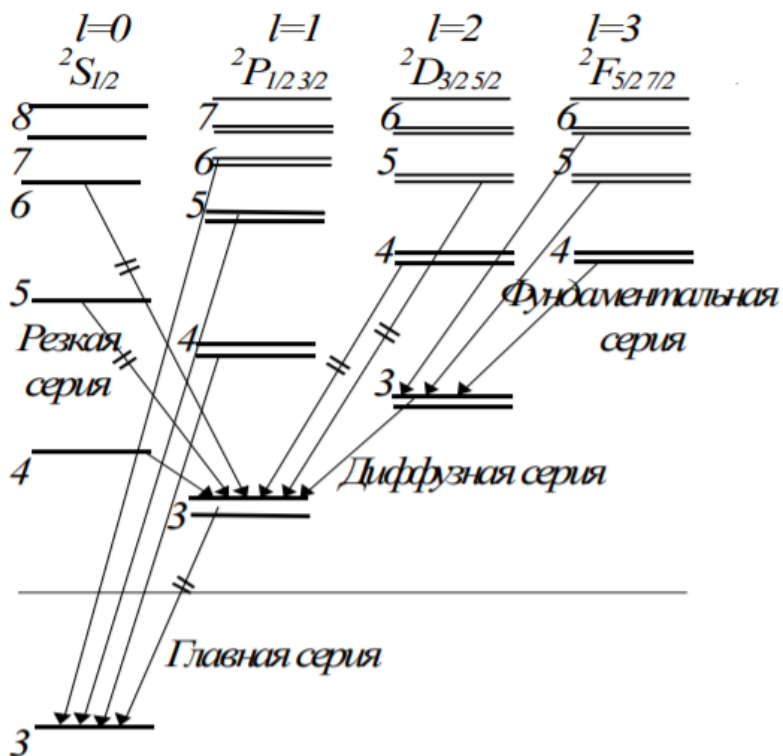 l=0 l=1 l=2 l=3
²S1/2 ²P1/2 3/2 ²D3/2 5/2 ²F5/2 7/2
8 7 6 6
7 6 5 5
6 5
4 4
5
Резкая
серия
4
Фундаментальная
серия
3
4
3
Диффузная серия
Главная серия
3